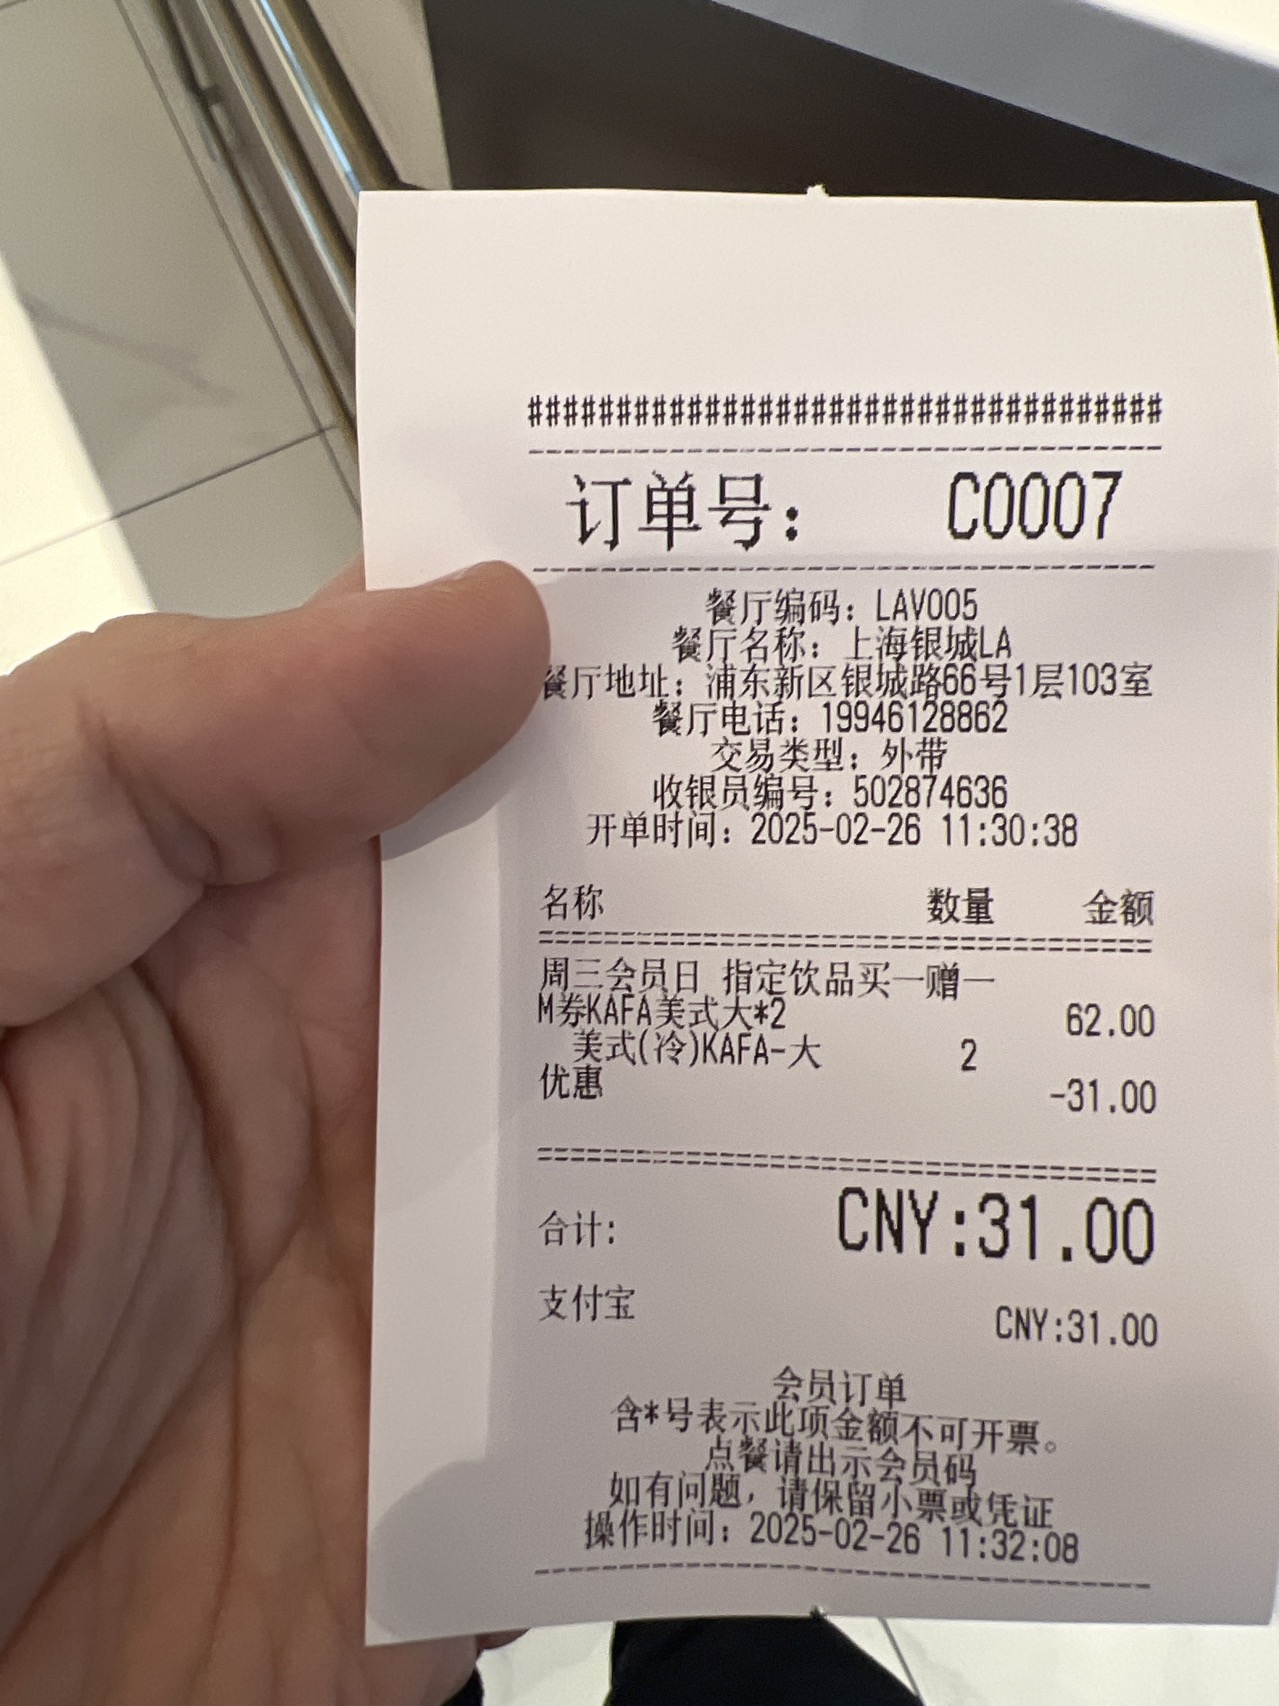 ####################################
订单号： C0007
餐厅编码：LAV005
餐厅名称：上海银城LA
餐厅地址：浦东新区银城路66号1层103室
餐厅电话：19946128862
交易类型：外带
收银员编号：502874636
开单时间：2025-02-26 11:30:38
名称 数量 金额
周三会员日 指定饮品买一赠一
M券KAFA美式大*2 62.00
美式(冷)KAFA-大 2
优惠 -31.00
合计: CNY:31.00
支付宝 CNY:31.00
会员订单
含*号表示此项金额不可开票。
点餐请出示会员码
如有问题，请保留小票或凭证
操作时间：2025-02-26 11:32:08